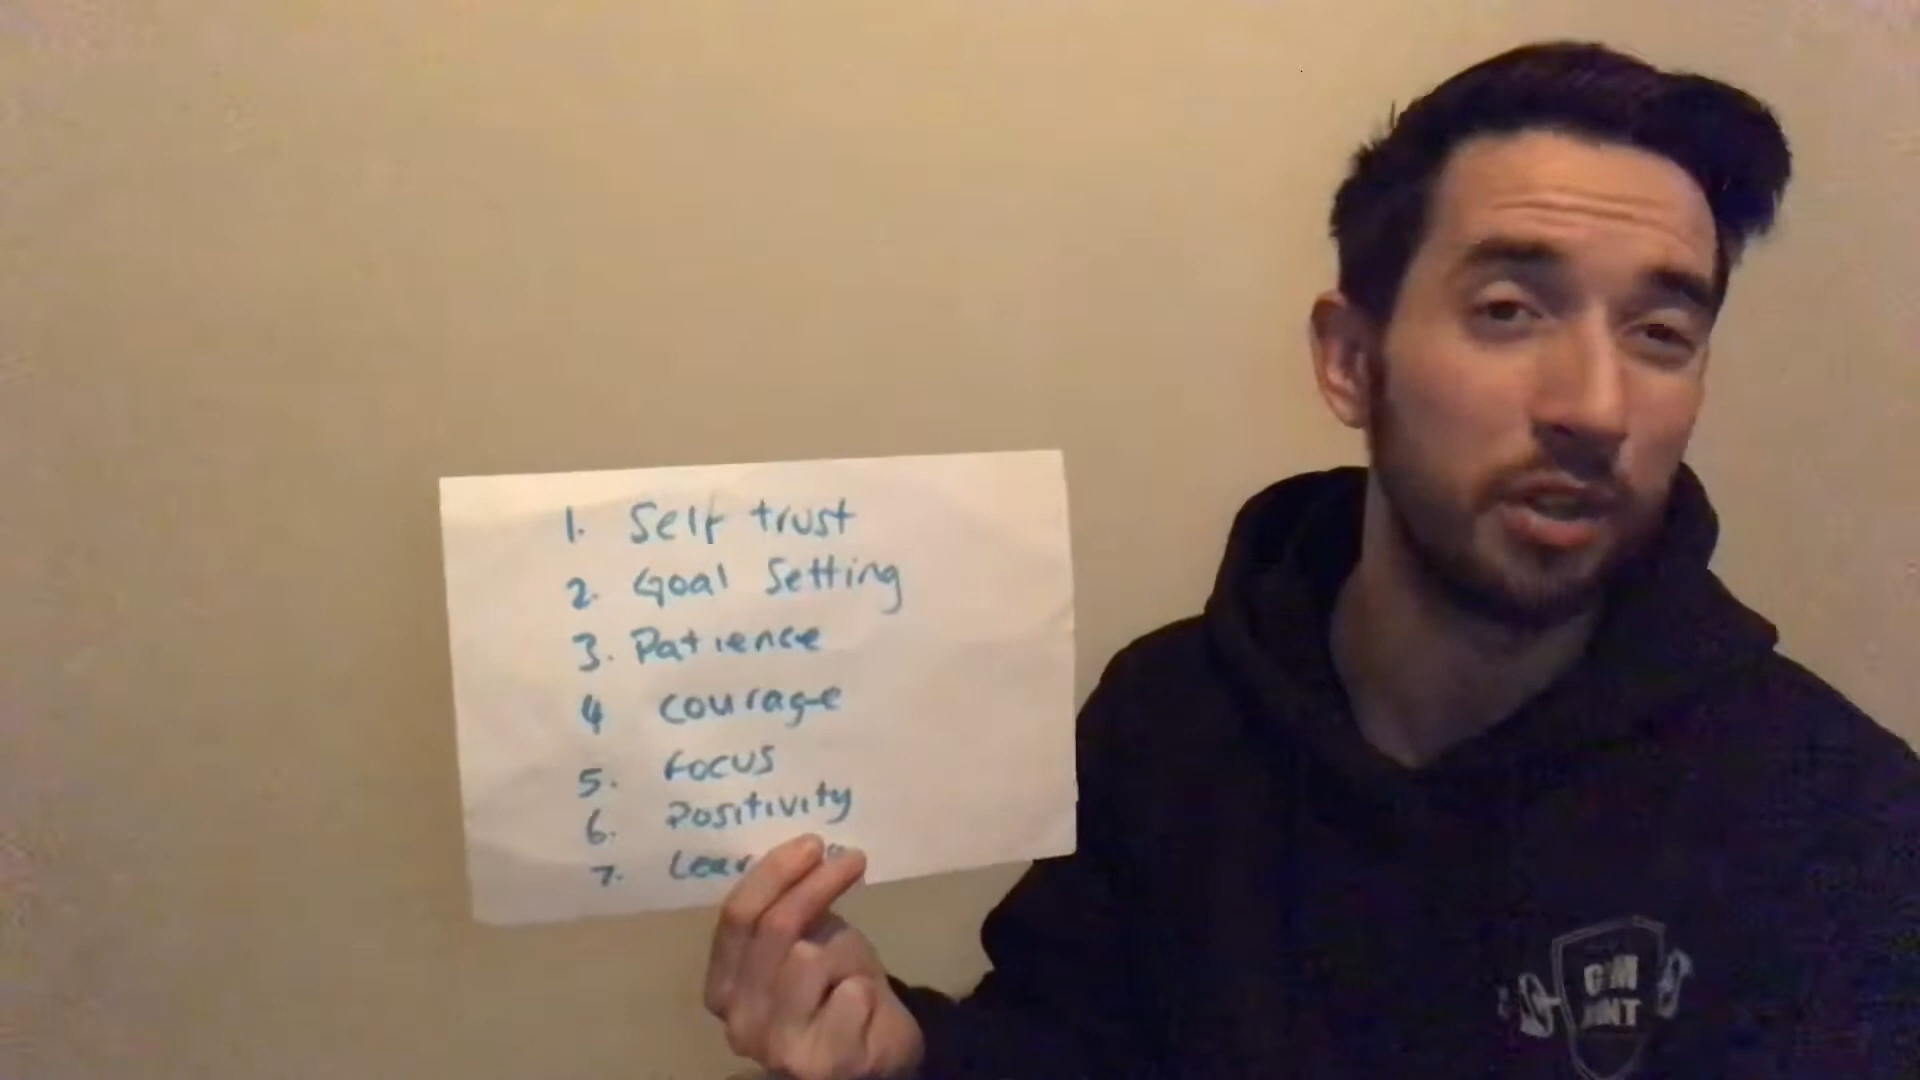 1. Self trust
2. Goal Setting
3. Patience
4 courage
5. Focus
6. Positivity
7.